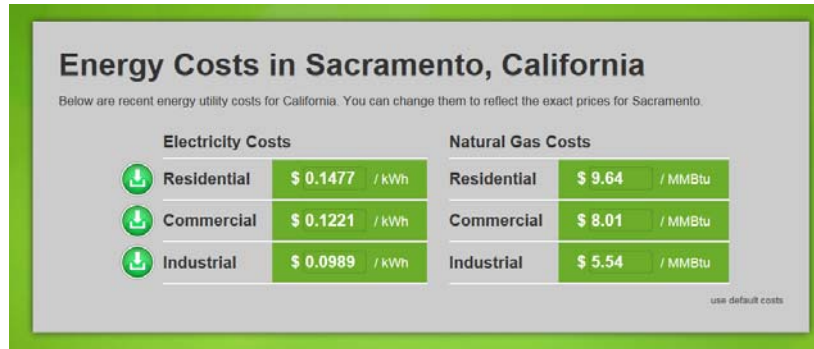 Energy Costs in Sacramento, California
Below are recent energy utility costs for California. You can change them to reflect the exact prices for Sacramento.
Electricity Costs Natural Gas Costs
Residential $ 0.1477 / kWh Residential $ 9.64 / MMBtu
Commercial $ 0.1221 / kWh Commercial $ 8.01 / MMBtu
Industrial $ 0.0989 / kWh Industrial $ 5.54 / MMBtu
use default costs